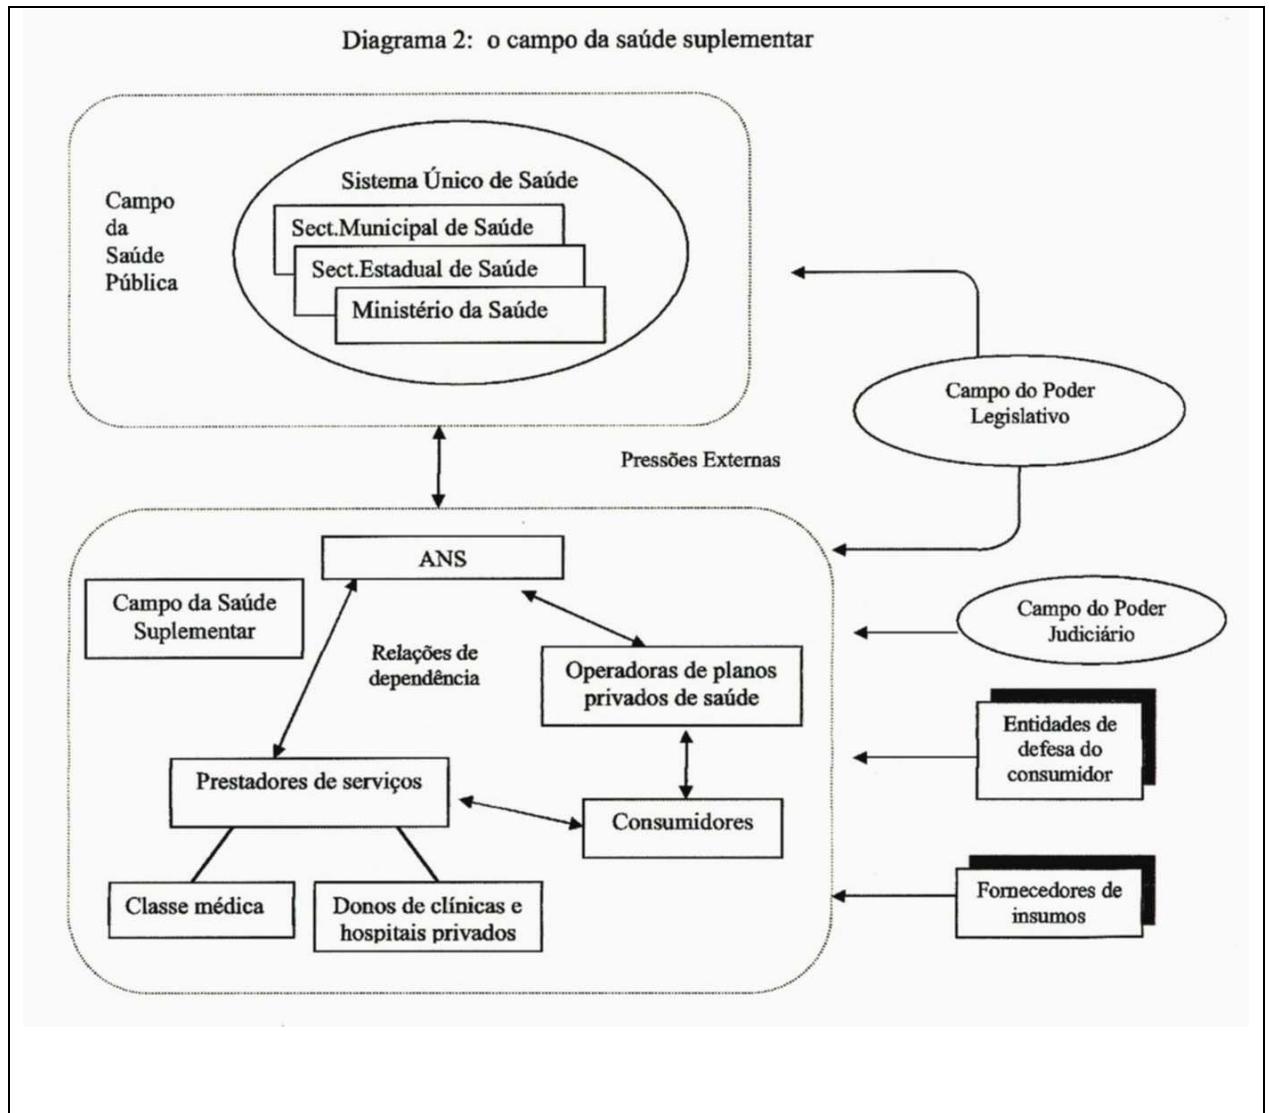 Diagrama 2: o campo da saúde suplementar
Campo
da
Saúde
Pública
Sistema Único de Saúde
Sect.Municipal de Saúde
Sect.Estadual de Saúde
Ministério da Saúde
Campo do Poder
Legislativo
Pressões Externas
ANS
Campo da Saúde
Suplementar
Relações de
dependência
Operadoras de planos
privados de saúde
Campo do Poder
Judiciário
Entidades de
defesa do
consumidor
Prestadores de serviços
Consumidores
Classe médica
Donos de clínicas e
hospitais privados
Fornecedores de
insumos